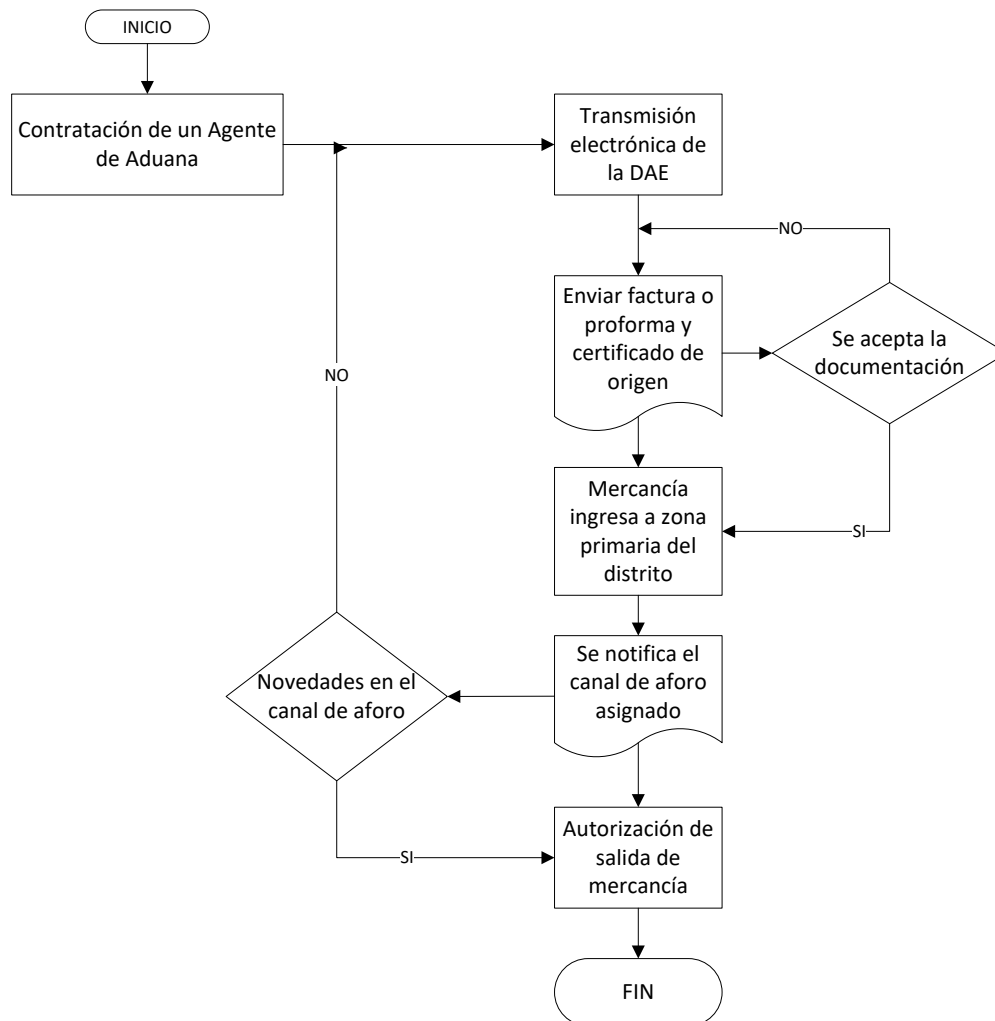 INICIO
Contratación de un Agente
de Aduana
Transmisión
electrónica de
la DAE
NO
Enviar factura o
proforma y
certificado de
origen
Se acepta la
documentación
NO
Mercancía
ingresa a zona
primaria del
distrito
SI
Se notifica el
canal de aforo
asignado
Novedades en el
canal de aforo
Autorización de
salida de
mercancía
SI
FIN